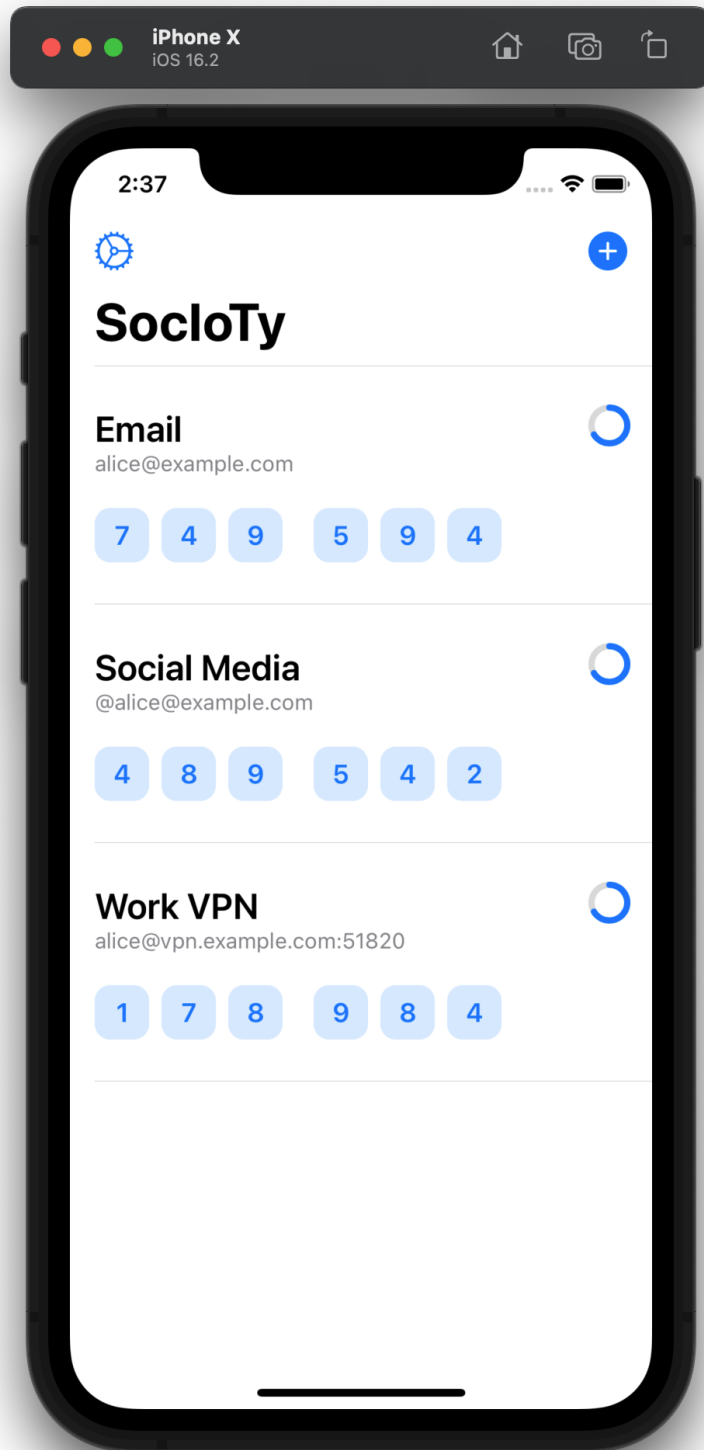 iPhone X
iOS 16.2
2:37
SocIoTy
Email
alice@example.com
7 4 9 5 9 4
Social Media
@alice@example.com
4 8 9 5 4 2
Work VPN
alice@vpn.example.com:51820
1 7 8 9 8 4